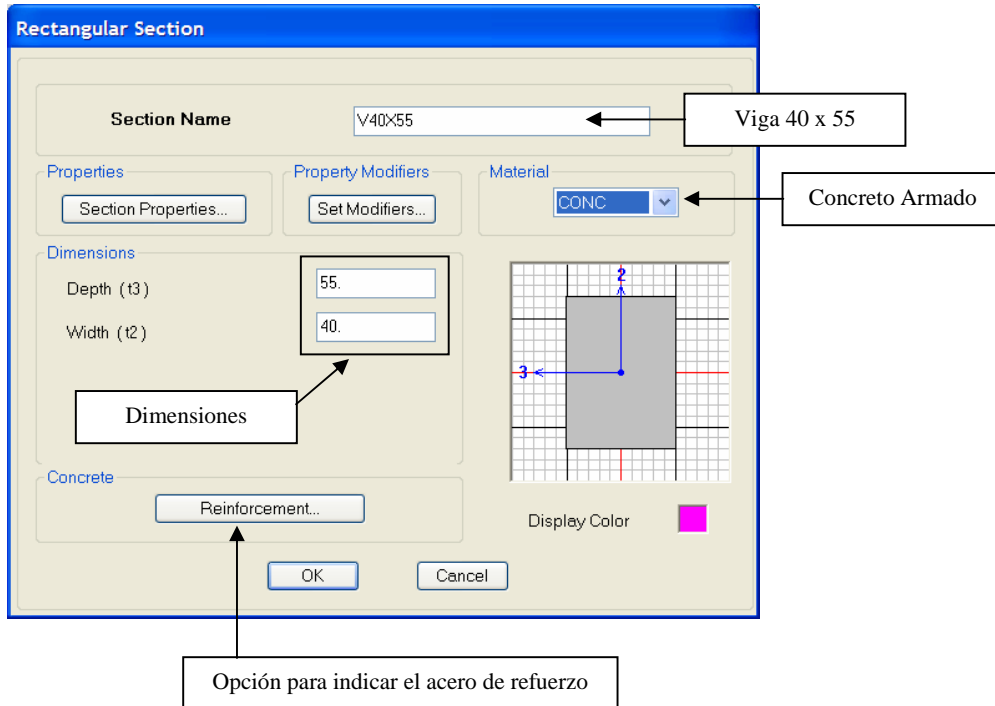 Rectangular Section
Section Name
V40X55
Viga 40 x 55
Properties
Section Properties...
Property Modifiers
Set Modifiers...
Material
CONC
Concreto Armado
Dimensions
Depth (t3)
55.
Width (t2)
40.
Dimensiones
2
3
Concrete
Reinforcement...
Display Color
OK
Cancel
Opción para indicar el acero de refuerzo